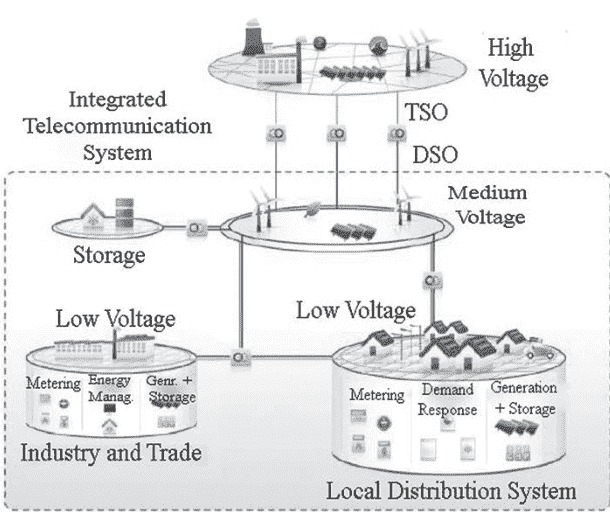 High
Voltage
Integrated
Telecommunication
System
TSO
DSO
Medium
Voltage
Storage
Low Voltage
Low Voltage
Metering
Energy
Manag.
Genr. +
Storage
Metering
Demand
Response
Generation
+ Storage
Industry and Trade
Local Distribution System